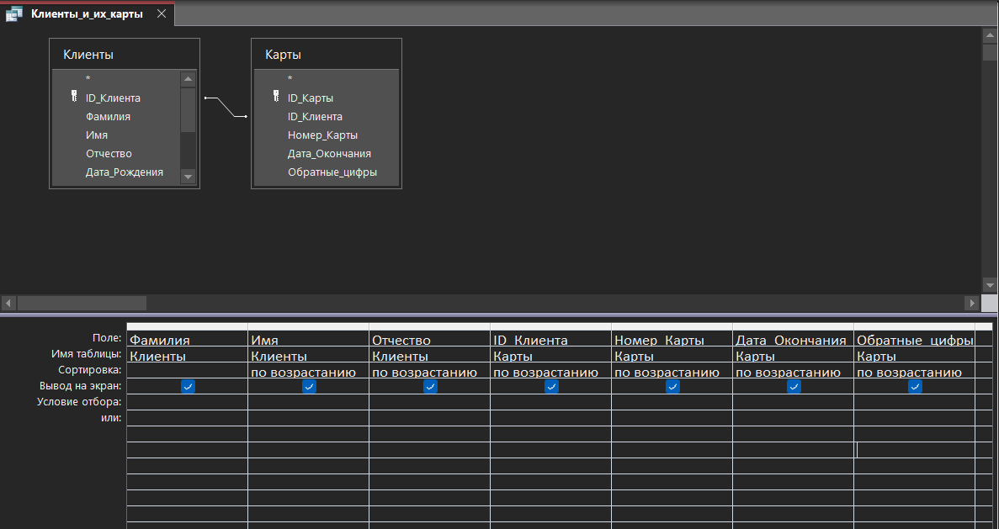 Клиенты_и_их_карты
Клиенты
*
ID_Клиента
Фамилия
Имя
Отчество
Дата_Рождения
Карты
*
ID_Карты
ID_Клиента
Номер_Карты
Дата_Окончания
Обратные_цифры
Поле: Фамилия Имя Отчество ID_Клиента Номер_Карты Дата_Окончания Обратные_цифры
Имя таблицы: Клиенты Клиенты Клиенты Карты Карты Карты Карты
Сортировка: по возрастанию по возрастанию по возрастанию по возрастанию по возрастанию по возрастанию
Вывод на экран:
Условие отбора:
или: